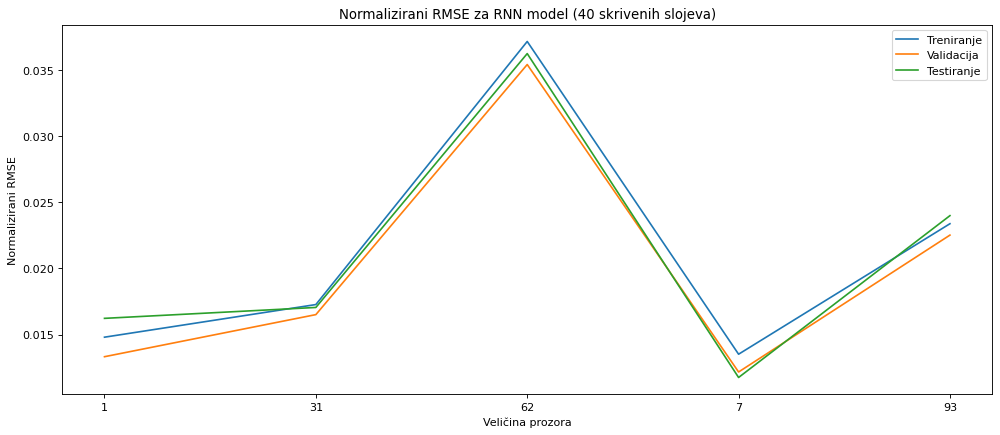 Normalizirani RMSE za RNN model (40 skrivenih slojeva)
Treniranje
Validacija
Testiranje
Normalizirani RMSE
0.035
0.030
0.025
0.020
0.015
1 31 62 7 93
Veličina prozora